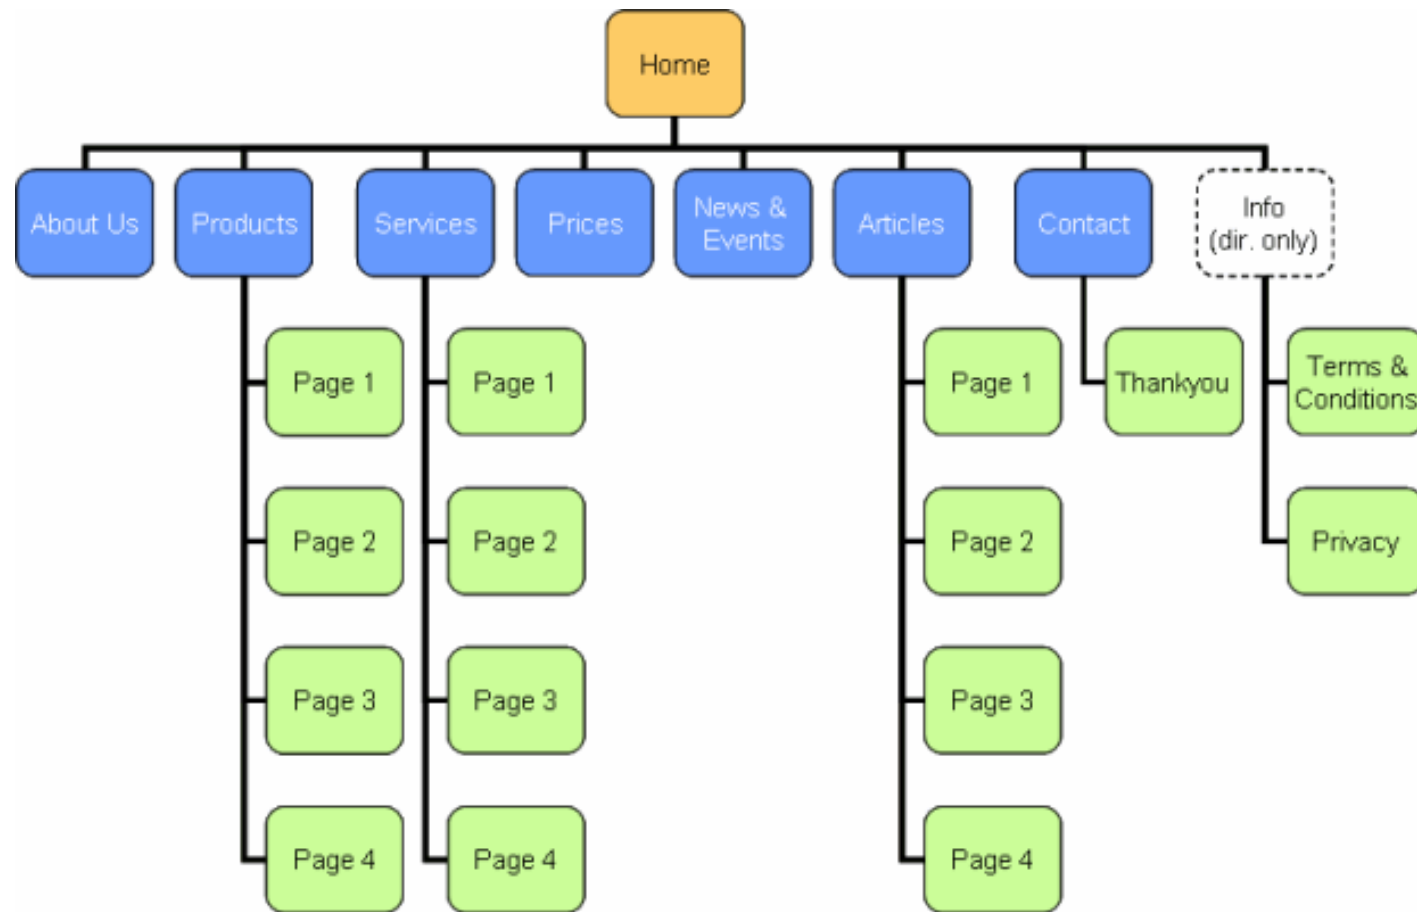 Home
About Us
Products
Services
Prices
News &
Events
Articles
Contact
Info
(dir. only)
Page 1
Page 1
Page 1
Thankyou
Terms &
Conditions
Page 2
Page 2
Page 2
Privacy
Page 3
Page 3
Page 3
Page 4
Page 4
Page 4